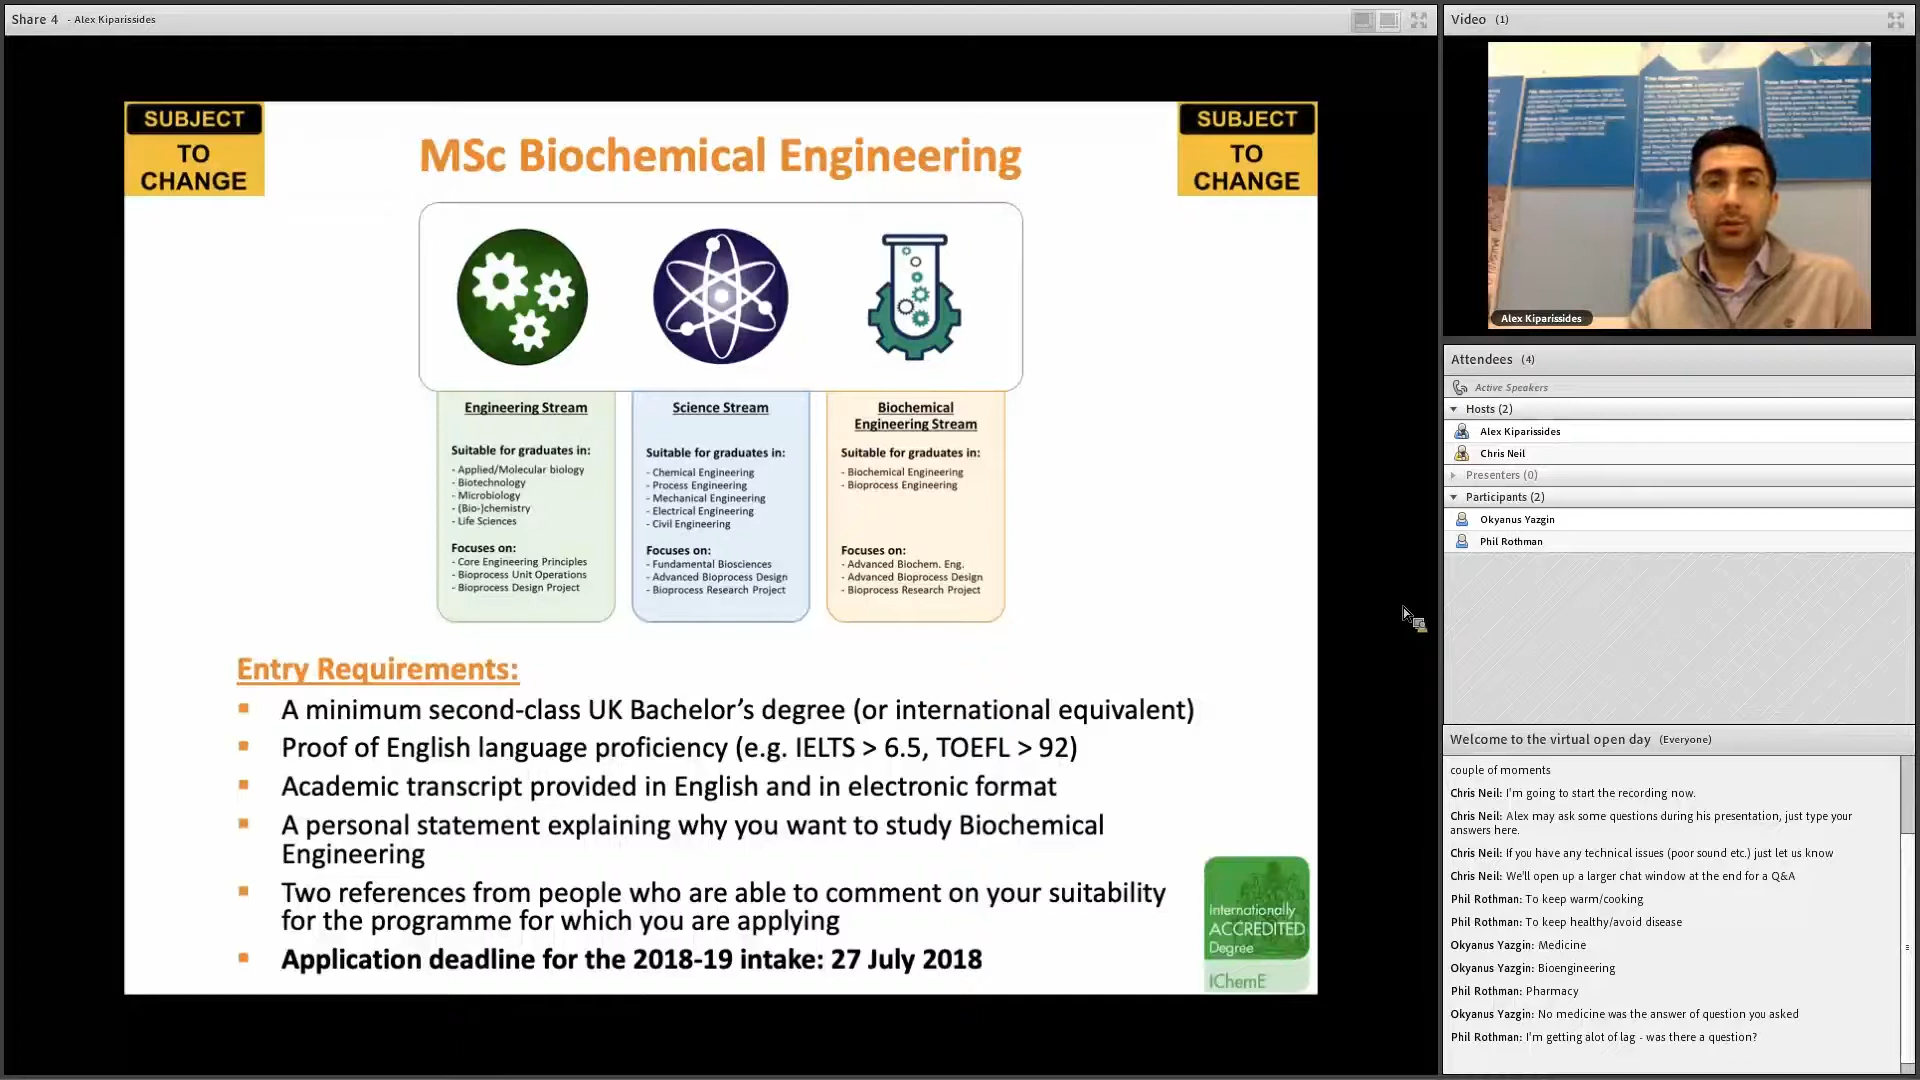 Share 4 - Alex Kiparissides
SUBJECT
TO
CHANGE
MSc Biochemical Engineering
SUBJECT
TO
CHANGE
Engineering Stream
Suitable for graduates in:
- Applied/Molecular biology
- Biotechnology
- Microbiology
- (Bio-)chemistry
- Life Sciences
Focuses on:
- Core Engineering Principles
- Bioprocess Unit Operations
- Bioprocess Design Project
Science Stream
Suitable for graduates in:
- Chemical Engineering
- Process Engineering
- Mechanical Engineering
- Electrical Engineering
- Civil Engineering
Focuses on:
- Fundamental Biosciences
- Advanced Bioprocess Design
- Bioprocess Research Project
Biochemical
Engineering Stream
Suitable for graduates in:
- Biochemical Engineering
- Bioprocess Engineering
Focuses on:
- Advanced Biochem. Eng.
- Advanced Bioprocess Design
- Bioprocess Research Project
Entry Requirements:
A minimum second-class UK Bachelor's degree (or international equivalent)
Proof of English language proficiency (e.g. IELTS > 6.5, TOEFL > 92)
Academic transcript provided in English and in electronic format
A personal statement explaining why you want to study Biochemical
Engineering
Two references from people who are able to comment on your suitability
for the programme for which you are applying
Application deadline for the 2018-19 intake: 27 July 2018
Internationally
ACCREDITED
Degree
IChemE
Video (1)
Alex Kiparissides
Attendees (4)
Active Speakers
Hosts (2)
Alex Kiparissides
Chris Neil
Presenters (0)
Participants (2)
Okyanus Yazgin
Phil Rothman
Welcome to the virtual open day (Everyone)
couple of moments
Chris Neil: I'm going to start the recording now.
Chris Neil: Alex may ask some questions during his presentation, just type your
answers here.
Chris Neil: If you have any technical issues (poor sound etc.) just let us know
Chris Neil: We'll open up a larger chat window at the end for a Q&A
Phil Rothman: To keep warm/cooking
Phil Rothman: To keep healthy/avoid disease
Okyanus Yazgin: Medicine
Okyanus Yazgin: Bioengineering
Phil Rothman: Pharmacy
Okyanus Yazgin: No medicine was the answer of question you asked
Phil Rothman: I'm getting alot of lag - was there a question?